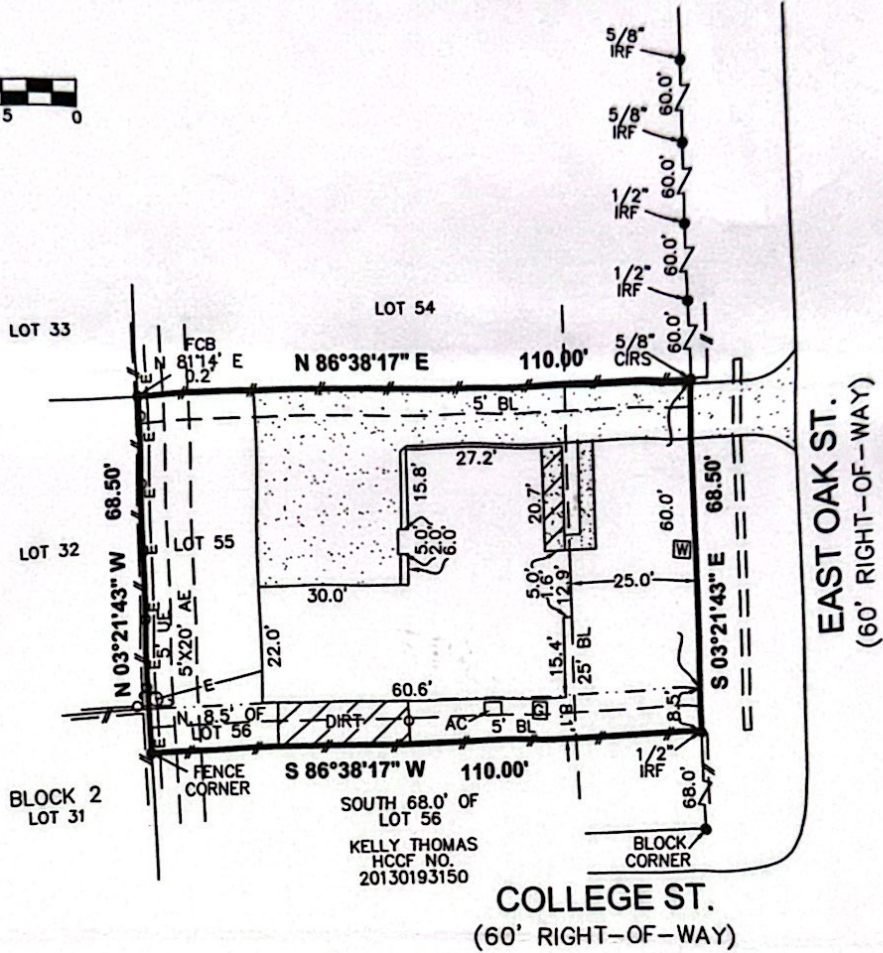 5/8"
IRF
60.0'
5 0
5/8"
IRF
60.0'
1/2"
IRF
60.0'
1/2"
IRF
60.0'
LOT 54
LOT 33
5/8"
CIRS
FCB
N 81°14' E
0.2'
N 86°38'17" E 110.00'
5' BL
27.2'
15.8'
20.7'
60.0'
68.50'
68.50'
N 03°21'43" W
LOT 32
LOT 55
5.0'
2.0'
6.0'
W
EAST OAK ST.
(60' RIGHT-OF-WAY)
30.0'
5.0'
1.6'
12.9'
25.0'
S 03°21'43" E
5' UE
5'X20' AE
22.0'
15.4'
25' BL
E
60.6'
8.5'
N. 8.5' OF
LOT 56
DIRT
AC
5' BL
8.1'
1/2"
IRF
FENCE
CORNER
S 86°38'17" W 110.00'
68.0'
BLOCK 2
LOT 31
SOUTH 68.0' OF
LOT 56
KELLY THOMAS
HCCF NO.
20130193150
BLOCK
CORNER
COLLEGE ST.
(60' RIGHT-OF-WAY)